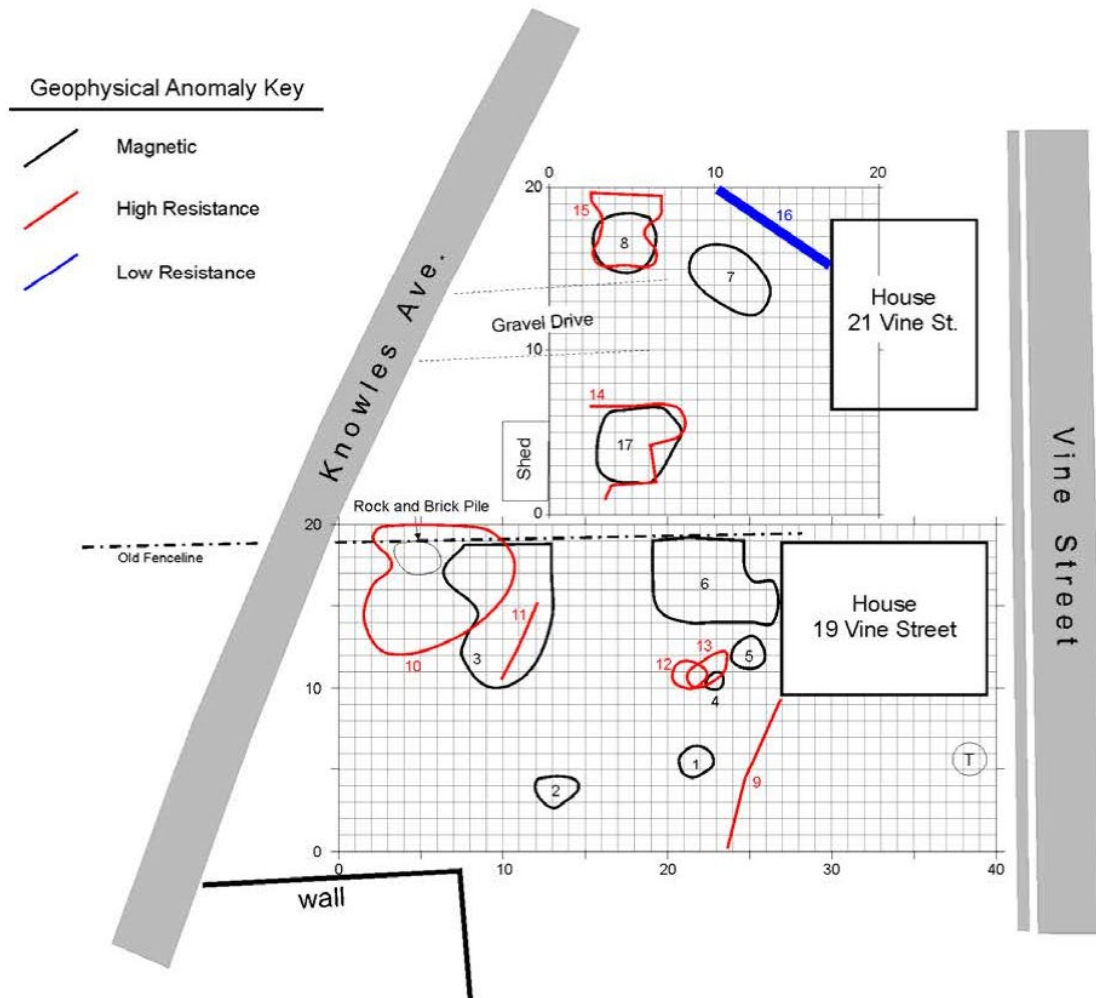 Geophysical Anomaly Key
Magnetic
High Resistance
Low Resistance
Knowles Ave.
Vine Street
0
10
20
20
15
8
16
7
House
21 Vine St.
Gravel Drive
10
14
17
Shed
0
Rock and Brick Pile
20
Old Fenceline
6
House
19 Vine Street
11
3
10
12
13
5
4
10
1
2
9
T
0
0
10
20
30
40
wall